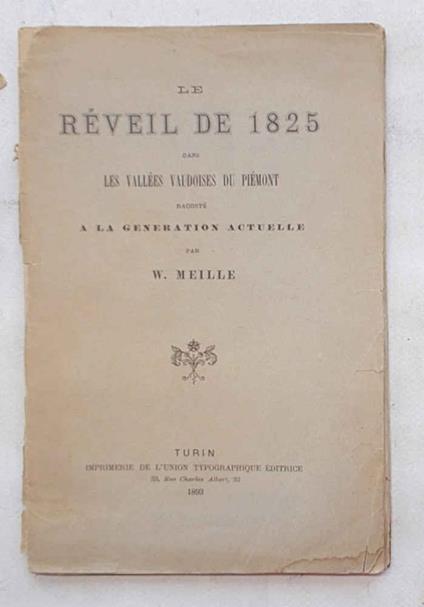 LE
RÉVEIL DE 1825
DANS
LES VALLÉES VAUDOISES DU PIÉMONT
RACONTÉ
A LA GENERATION ACTUELLE
PAR
W. MEILLE
TURIN
IMPRIMERIE DE L'UNION TYPOGRAPHIQUE ÉDITRICE
33, Rue Charles Albert, 33
1893